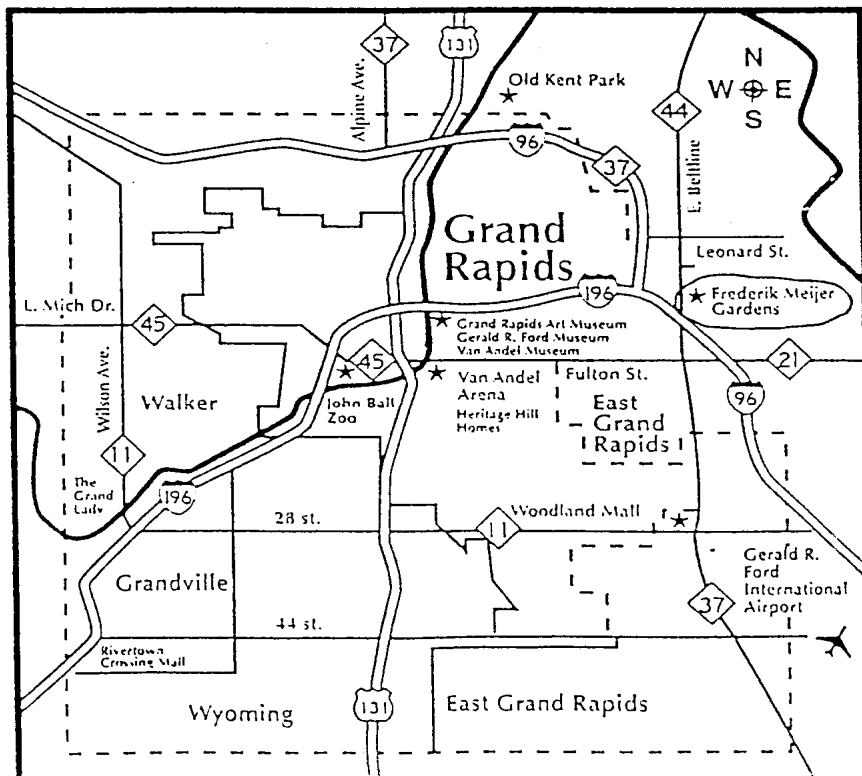 37
131
Alpine Ave.
Old Kent Park
N
W E
S
44
96
37
E. Beltline
Grand
Rapids
Leonard St.
L. Mich Dr.
196
Frederik Meijer
Gardens
45
Grand Rapids Art Museum
Gerald R. Ford Museum
Van Andel Museum
45
21
Wilson Ave.
Walker
John Ball
Zoo
Van Andel
Arena
Heritage Hill
Homes
Fulton St.
East
Grand
Rapids
96
11
The
Grand
Lady
196
28 st.
11
Woodland Mall
Grandville
Gerald R.
Ford
International
Airport
37
44 st.
Rivertown
Crossing Mall
Wyoming
131
East Grand Rapids